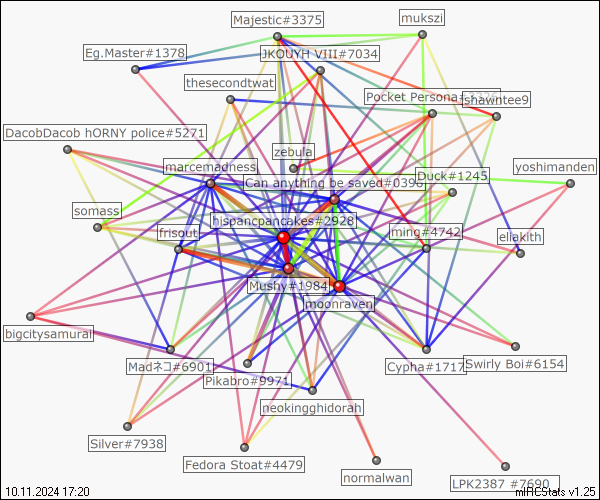 Majestic#3375
mukszi
Eg.Master#1378
JKOUYH VIII#7034
thesecondtwat
Pocket Persona
shawntee9
DacobDacob hORNY police#5271
zebula
marcemadness
Duck#1245
yoshimanden
Can anything be saved#0396
somass
hispancpancakes#2928
frisout
ming#4742
eliakith
Mushy#1984
moonraven
bigcitysamurai
Madネコ#6901
Cypha#1717
Swirly Boi#6154
Pikabro#9971
neokingghidorah
Silver#7938
Fedora Stoat#4479
normalwan
LPK2387 #7690
10.11.2024 17:20
mIRCStats v1.25